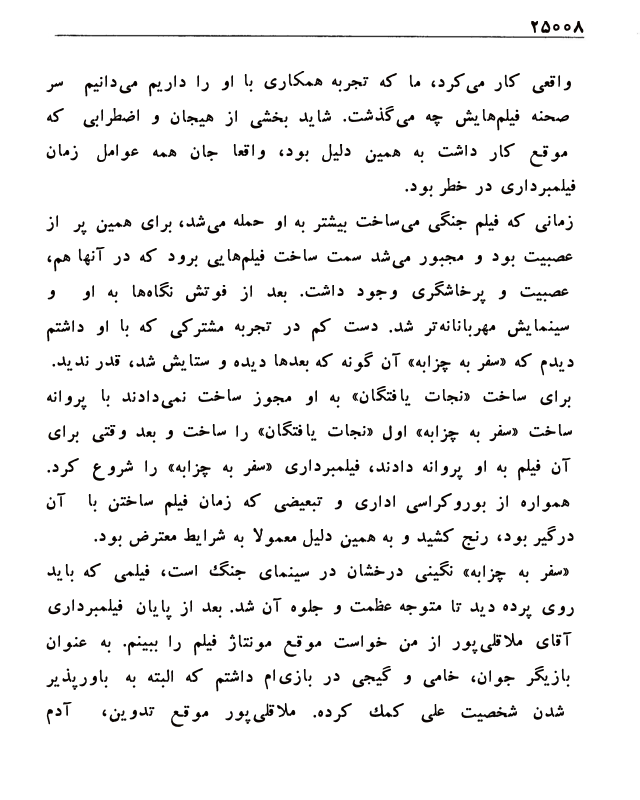 ۲۵۰۰۸
واقعی کار می‌کرد، ما که تجربه همکاری با او را داریم می‌دانیم سر
صحنه فیلم‌هایش چه می‌گذشت. شاید بخشی از هیجان و اضطرابی که
موقع کار داشت به همین دلیل بود، واقعا جان همه عوامل زمان
فیلمبرداری در خطر بود.
زمانی که فیلم جنگی می‌ساخت بیشتر به او حمله می‌شد، برای همین پر از
عصبیت بود و مجبور می‌شد سمت ساخت فیلم‌هایی برود که در آنها هم،
عصبیت و پرخاشگری وجود داشت. بعد از فوتش نگاه‌ها به او و
سینمایش مهربانانه‌تر شد. دست کم در تجربه مشترکی که با او داشتم
دیدم که «سفر به چزابه» آن گونه که بعدها دیده و ستایش شد، قدر ندید.
برای ساخت «نجات یافتگان» به او مجوز ساخت نمی‌دادند با پروانه
ساخت «سفر به چزابه» اول «نجات یافتگان» را ساخت و بعد وقتی برای
آن فیلم به او پروانه دادند، فیلمبرداری «سفر به چزابه» را شروع کرد.
همواره از بوروکراسی اداری و تبعیضی که زمان فیلم ساختن با آن
درگیر بود، رنج کشید و به همین دلیل معمولا به شرایط معترض بود.
«سفر به چزابه» نگینی درخشان در سینمای جنگ است، فیلمی که باید
روی پرده دید تا متوجه عظمت و جلوه آن شد. بعد از پایان فیلمبرداری
آقای ملاقلی‌پور از من خواست موقع مونتاژ فیلم را ببینم. به عنوان
بازیگر جوان، خامی و گیجی در بازی‌ام داشتم که البته به باورپذیر
شدن شخصیت علی کمک کرده. ملاقلی‌پور موقع تدوین، آدم